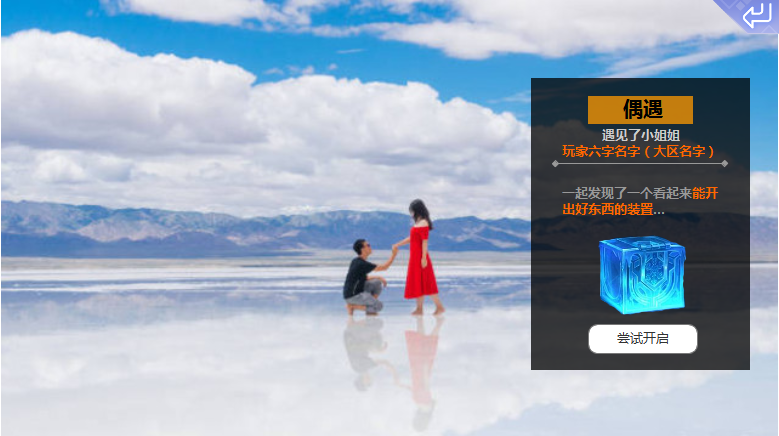 偶遇
遇见了小姐姐
玩家六字名字（大区名字）
一起发现了一个看起来能开
出好东西的装置...
尝试开启